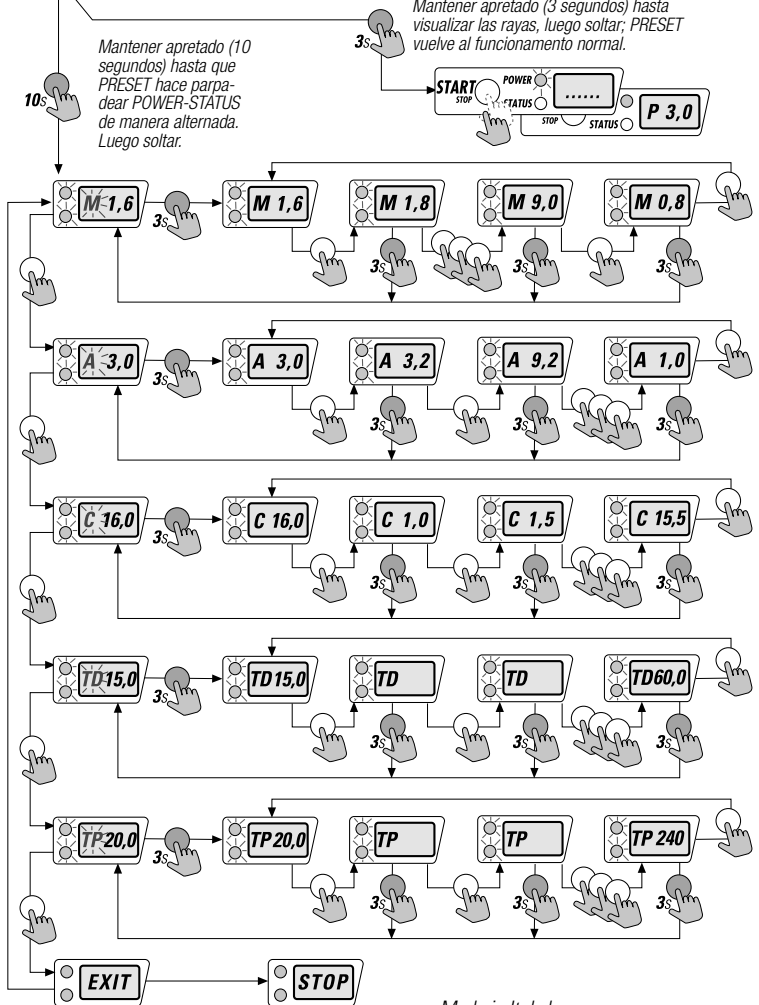 Mantener apretado (3 segundos) hasta
visualizar las rayas, luego soltar; PRESET
vuelve al funcionamento normal.
3s
Mantener apretado (10
segundos) hasta que
PRESET hace parpa-
dear POWER-STATUS
de manera alternada.
Luego soltar.
10s
START
STOP
POWER
STATUS
......
STOP
STATUS
P 3,0
M 1,6
3s
M 1,6
M 1,8
M 9,0
M 0,8
3s
3s
3s
A 3,0
3s
A 3,0
A 3,2
A 9,2
A 1,0
3s
3s
3s
C 16,0
3s
C 16,0
C 1,0
C 1,5
C 15,5
3s
3s
3s
TD 15,0
3s
TD 15,0
TD
TD
TD60,0
3s
3s
3s
TP 20,0
3s
TP 20,0
TP
TP
TP 240
3s
3s
3s
EXIT
STOP